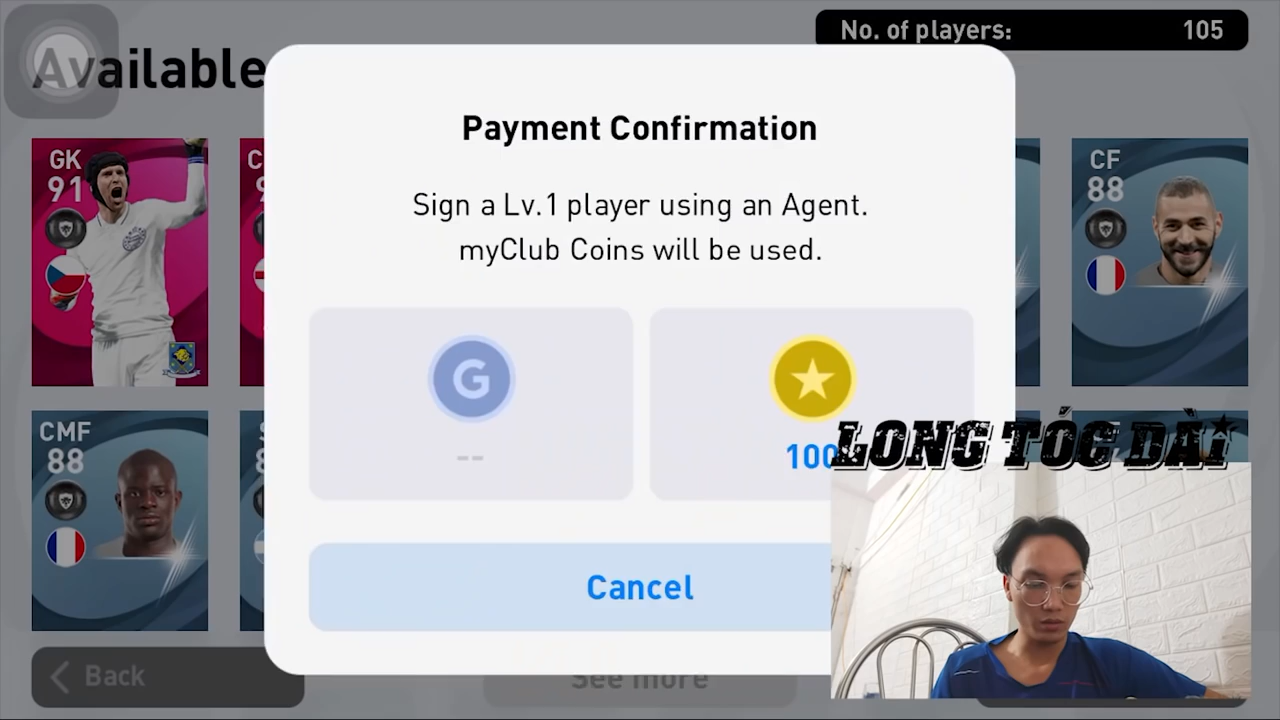 No. of players: 105
Available
Payment Confirmation
Sign a Lv.1 player using an Agent.
myClub Coins will be used.
GK
91
CF
88
G
--
100
LONG TÓC DÀI
CMF
88
Cancel
Back
See more